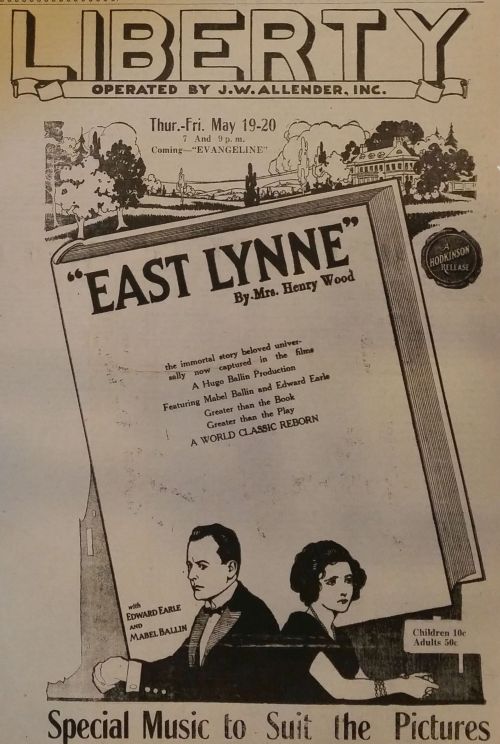 LIBERTY
OPERATED BY J.W. ALLENDER, INC.
Thur.-Fri. May 19-20
7 And 9 p. m.
Coming—"EVANGELINE"
"EAST LYNNE"
By Mrs. Henry Wood
A
HODKINSON
RELEASE
the immortal story beloved univer-
sally now captured in the films
A Hugo Ballin Production
Featuring Mabel Ballin and Edward Earle
Greater than the Book
Greater than the Play
A WORLD CLASSIC REBORN
with
EDWARD EARLE
AND
MABEL BALLIN
Children 10c
Adults 50c
Special Music to Suit the Pictures